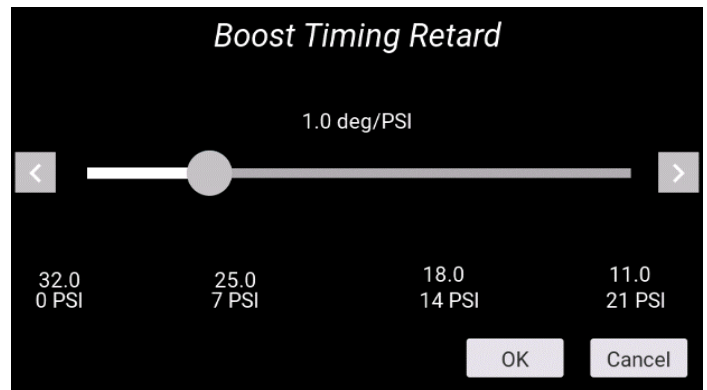 Boost Timing Retard
1.0 deg/PSI
32.0 25.0 18.0 11.0
0 PSI 7 PSI 14 PSI 21 PSI
OK Cancel